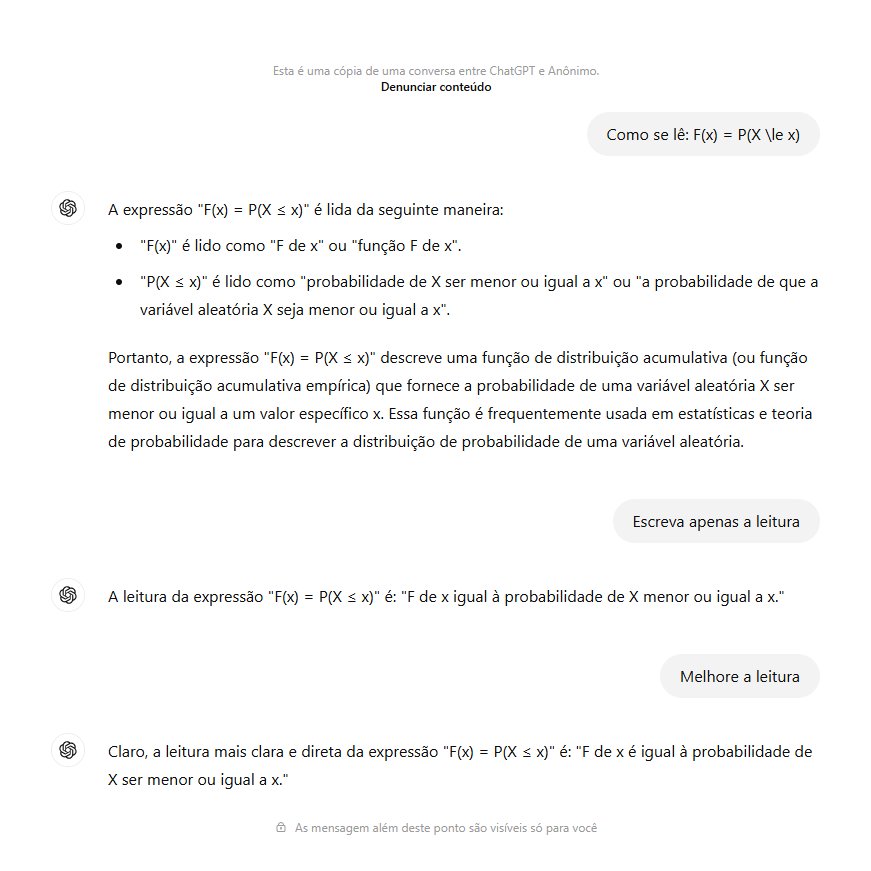 Esta é uma cópia de uma conversa entre ChatGPT e Anônimo.
Denunciar conteúdo
Como se lê: F(x) = P(X \le x)
A expressão "F(x) = P(X ≤ x)" é lida da seguinte maneira:
• "F(x)" é lido como "F de x" ou "função F de x".
• "P(X ≤ x)" é lido como "probabilidade de X ser menor ou igual a x" ou "a probabilidade de que a
variável aleatória X seja menor ou igual a x".
Portanto, a expressão "F(x) = P(X ≤ x)" descreve uma função de distribuição acumulativa (ou função
de distribuição acumulativa empírica) que fornece a probabilidade de uma variável aleatória X ser
menor ou igual a um valor específico x. Essa função é frequentemente usada em estatísticas e teoria
de probabilidade para descrever a distribuição de probabilidade de uma variável aleatória.
Escreva apenas a leitura
A leitura da expressão "F(x) = P(X ≤ x)" é: "F de x igual à probabilidade de X menor ou igual a x."
Melhore a leitura
Claro, a leitura mais clara e direta da expressão "F(x) = P(X ≤ x)" é: "F de x é igual à probabilidade de
X ser menor ou igual a x."
As mensagem além deste ponto são visíveis só para você